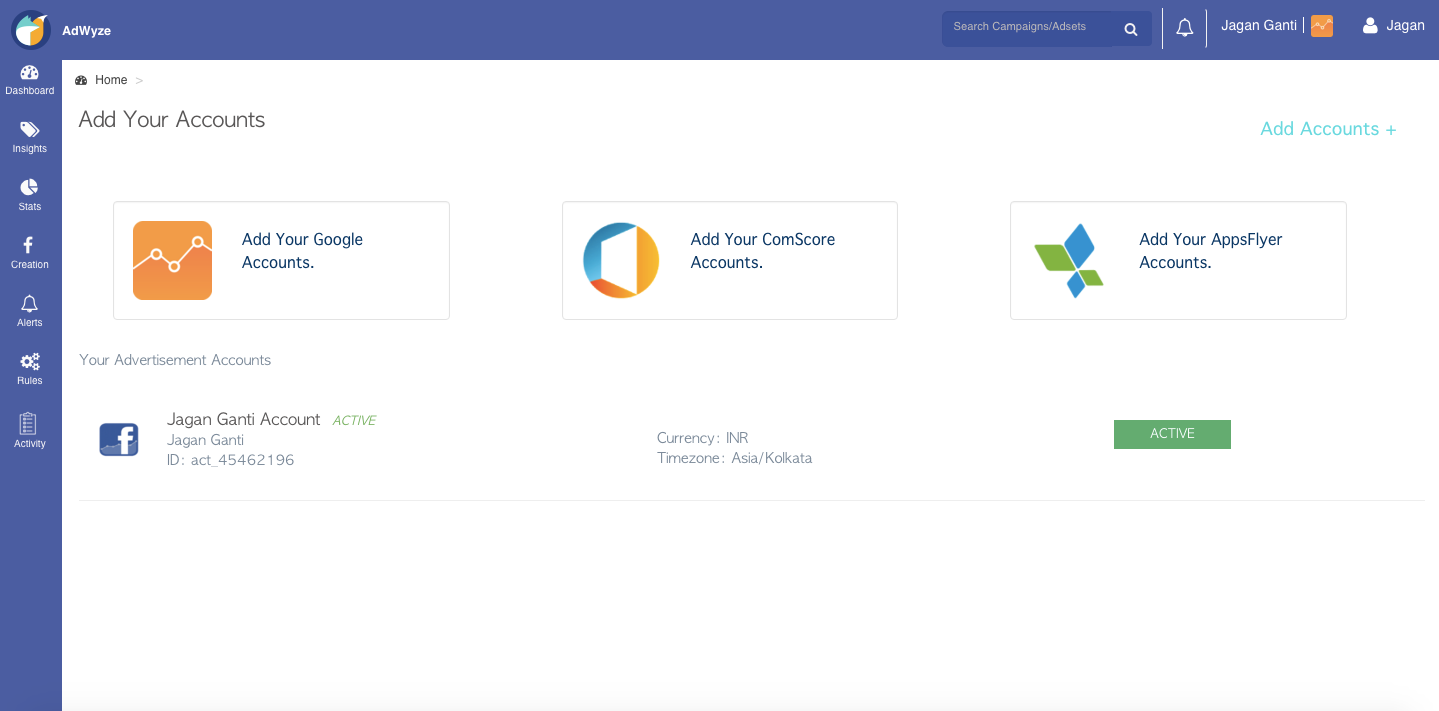 AdWyze
Search Campaigns/Adsets
Jagan Ganti
Jagan
Dashboard
Insights
Stats
Creation
Alerts
Rules
Activity
Home >
Add Your Accounts
Add Accounts +
Add Your Google
Accounts.
Add Your ComScore
Accounts.
Add Your AppsFlyer
Accounts.
Your Advertisement Accounts
Jagan Ganti Account ACTIVE
Jagan Ganti
ID: act_45462196
Currency: INR
Timezone: Asia/Kolkata
ACTIVE